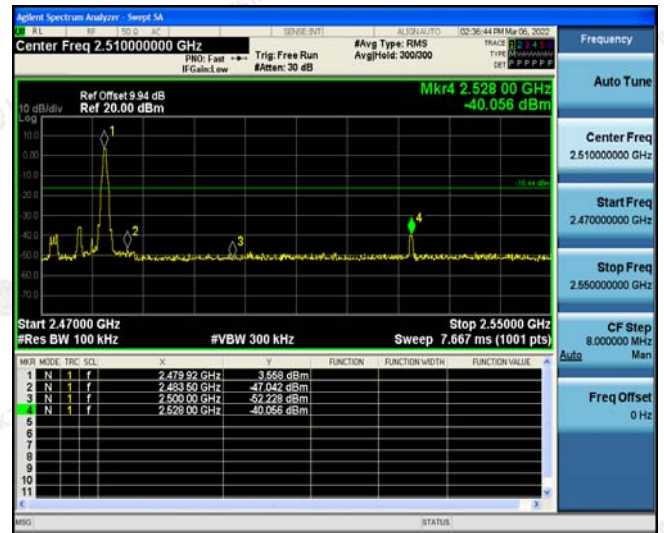 Agilent Spectrum Analyzer - Swept SA
RL RF 50 Ω AC SENSE:INT ALIGN AUTO 02:36:44 PM Mar 06, 2022
Center Freq 2.510000000 GHz
PNO: Fast
IFGain:Low
Trig: Free Run
#Atten: 30 dB
#Avg Type: RMS
Avg|Hold: 300/300
TRACE 1 2 3 4 5 6
TYPE
DET P P P P P P
Frequency
Auto Tune
Center Freq
2.510000000 GHz
Start Freq
2.470000000 GHz
Stop Freq
2.550000000 GHz
CF Step
8.000000 MHz
Auto Man
Freq Offset
0 Hz
Mkr4 2.528 00 GHz
-40.056 dBm
Ref Offset 9.94 dB
Ref 20.00 dBm
10 dB/div
Log
10.0
0.00
-10.0
-20.0
-30.0
-40.0
-50.0
-60.0
-70.0
1
2
3
4
-16.44 dBm
Start 2.47000 GHz Stop 2.55000 GHz
#Res BW 100 kHz #VBW 300 kHz Sweep 7.667 ms (1001 pts)
MKR MODE TRC SCL X Y FUNCTION FUNCTION WIDTH FUNCTION VALUE
1 N 1 f 2.479 92 GHz 3.558 dBm
2 N 1 f 2.483 50 GHz -47.042 dBm
3 N 1 f 2.500 00 GHz -52.228 dBm
4 N 1 f 2.528 00 GHz -40.056 dBm
5
6
7
8
9
10
11
MSG STATUS